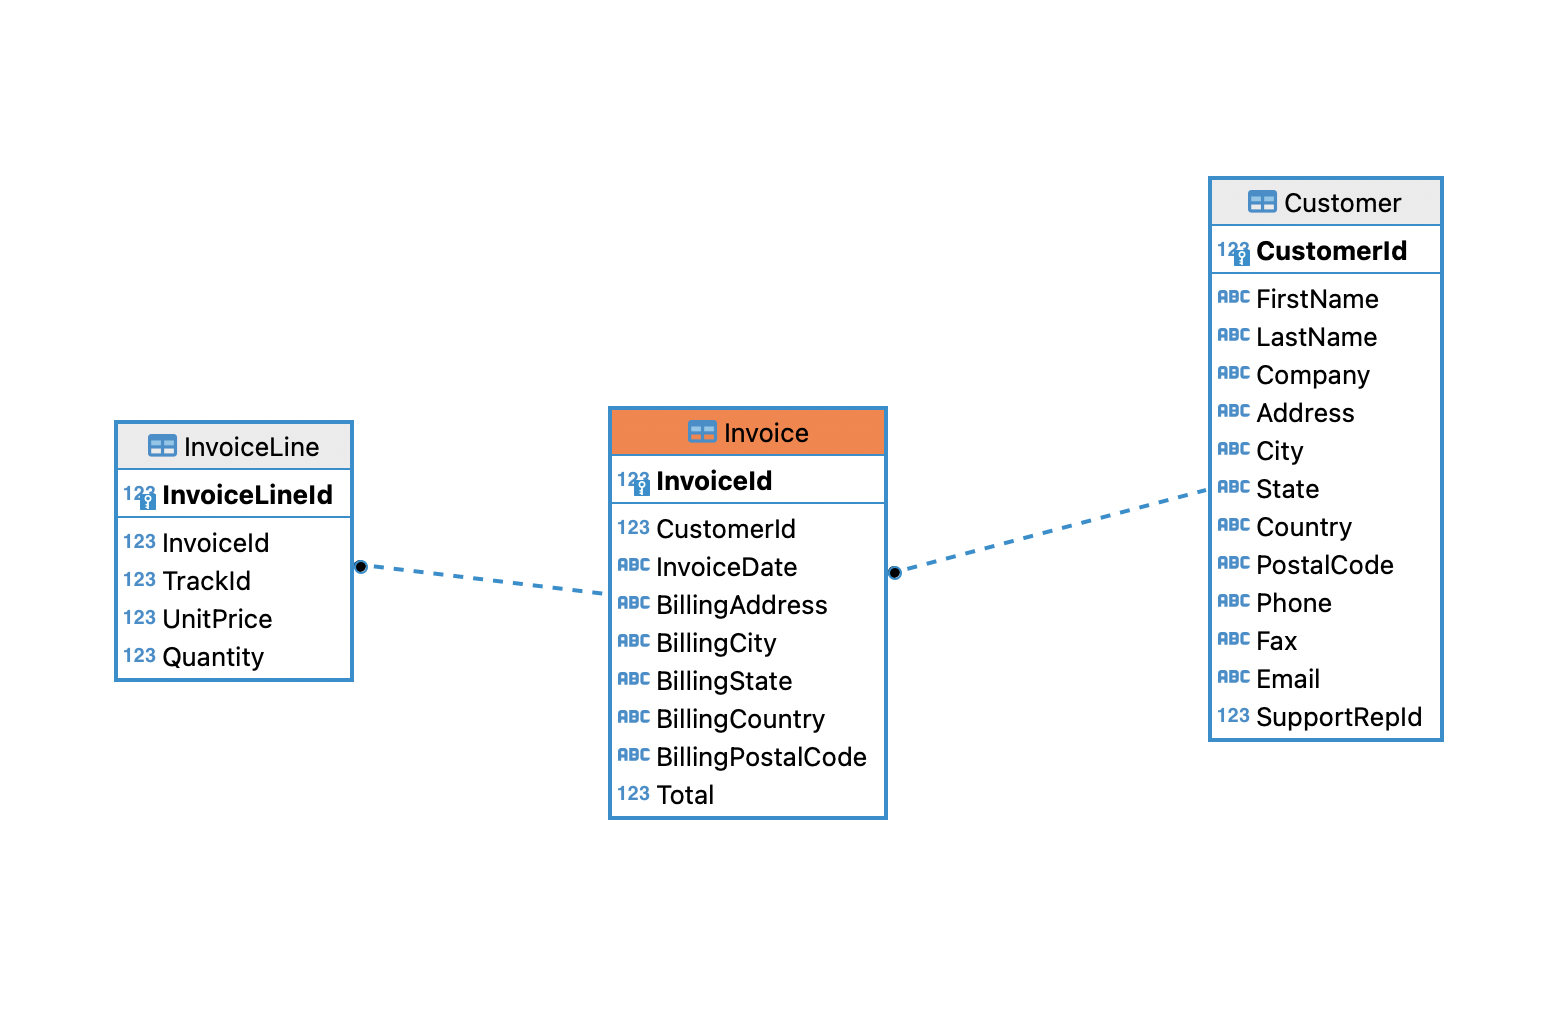 InvoiceLine
123 InvoiceLineId
123 InvoiceId
123 TrackId
123 UnitPrice
123 Quantity
Invoice
123 InvoiceId
123 CustomerId
ABC InvoiceDate
ABC BillingAddress
ABC BillingCity
ABC BillingState
ABC BillingCountry
ABC BillingPostalCode
123 Total
Customer
123 CustomerId
ABC FirstName
ABC LastName
ABC Company
ABC Address
ABC City
ABC State
ABC Country
ABC PostalCode
ABC Phone
ABC Fax
ABC Email
123 SupportRepId